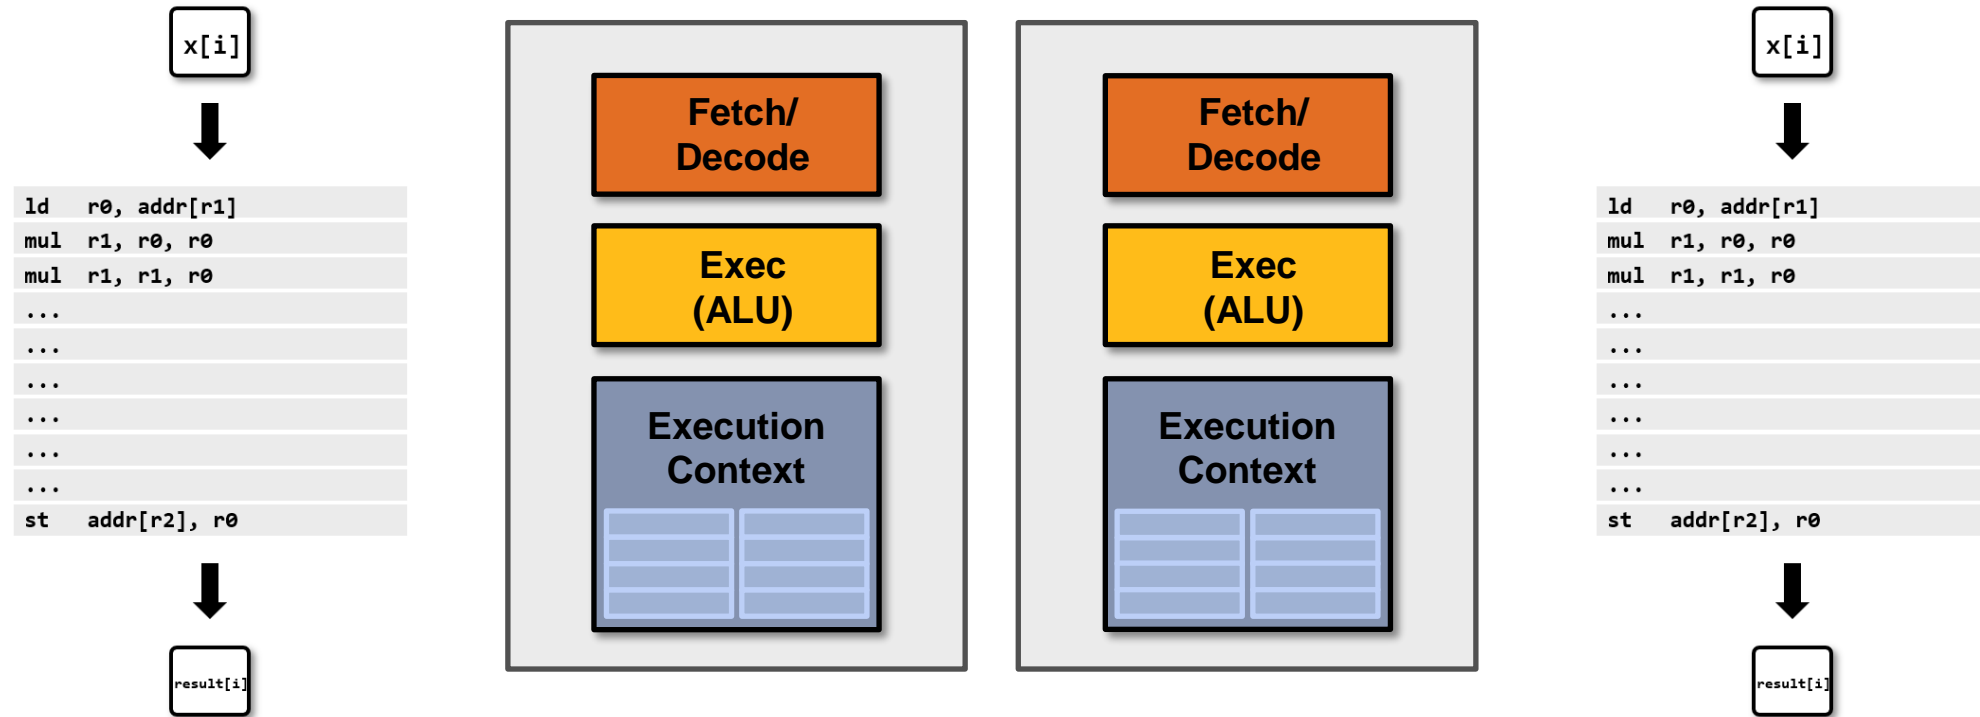 x[i]
ld r0, addr[r1]
mul r1, r0, r0
mul r1, r1, r0
...
...
...
...
...
...
st addr[r2], r0
result[i]
Fetch/
Decode
Exec
(ALU)
Execution
Context
Fetch/
Decode
Exec
(ALU)
Execution
Context
x[i]
ld r0, addr[r1]
mul r1, r0, r0
mul r1, r1, r0
...
...
...
...
...
...
st addr[r2], r0
result[i]